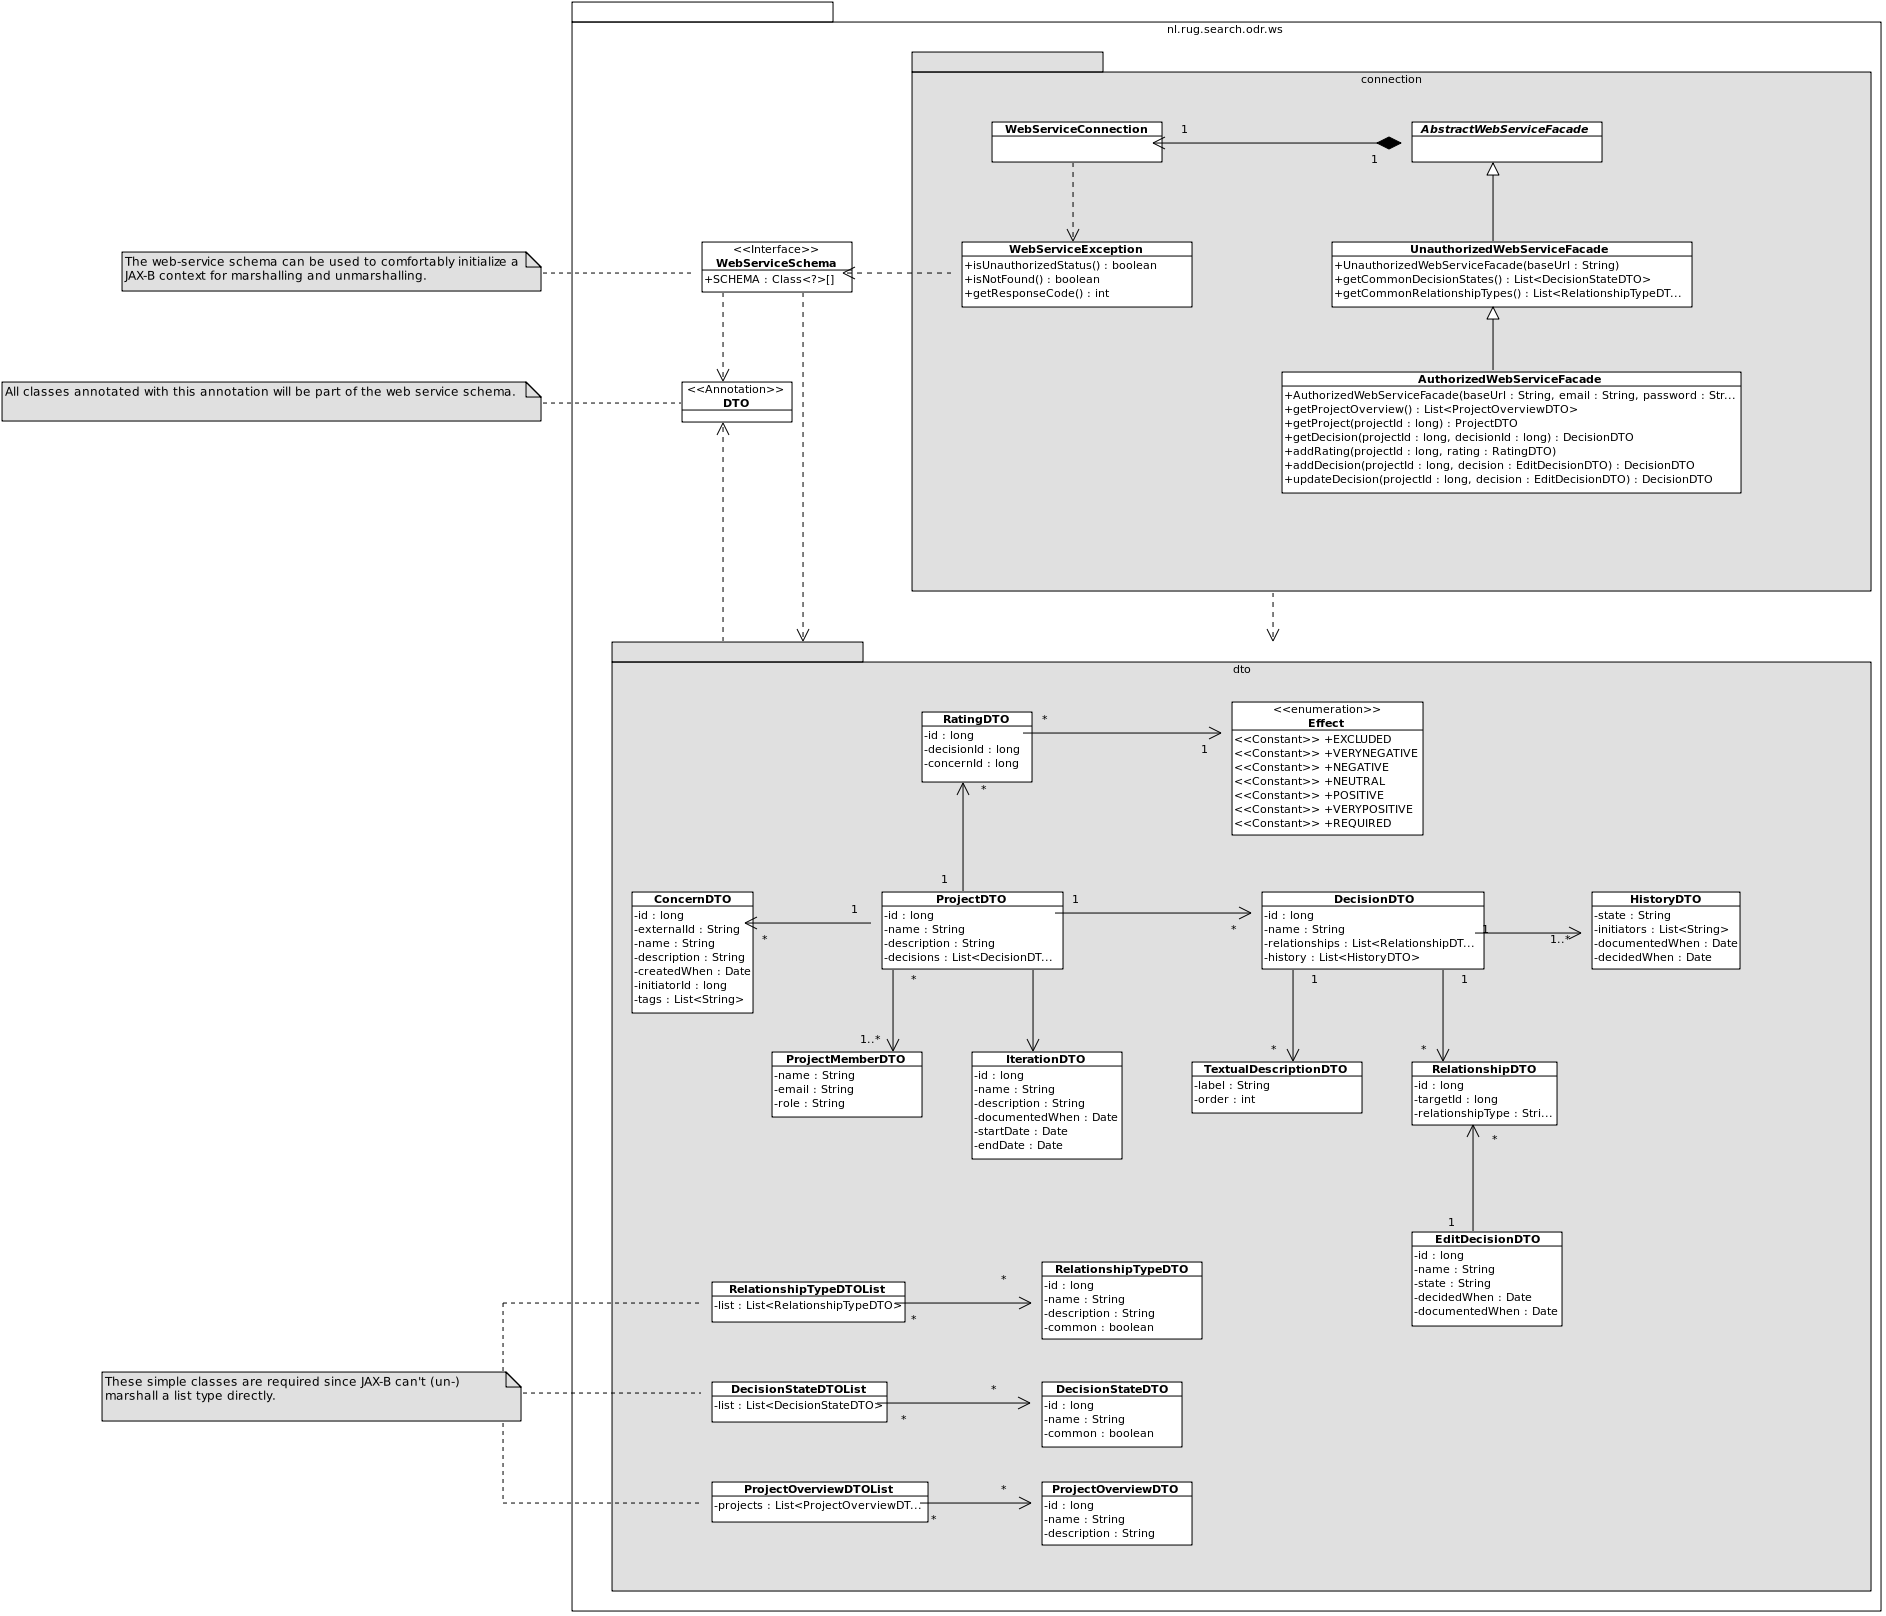 nl.rug.search.odr.ws
connection
WebServiceConnection
1
1
AbstractWebServiceFacade
The web-service schema can be used to comfortably initialize a
JAX-B context for marshalling and unmarshalling.
<<Interface>>
WebServiceSchema
+SCHEMA : Class<?>[]
WebServiceException
+isUnauthorizedStatus() : boolean
+isNotFound() : boolean
+getResponseCode() : int
UnauthorizedWebServiceFacade
+UnauthorizedWebServiceFacade(baseUrl : String)
+getCommonDecisionStates() : List<DecisionStateDTO>
+getCommonRelationshipTypes() : List<RelationshipTypeDT...
All classes annotated with this annotation will be part of the web service schema.
<<Annotation>>
DTO
AuthorizedWebServiceFacade
+AuthorizedWebServiceFacade(baseUrl : String, email : String, password : Str...
+getProjectOverview() : List<ProjectOverviewDTO>
+getProject(projectId : long) : ProjectDTO
+getDecision(projectId : long, decisionId : long) : DecisionDTO
+addRating(projectId : long, rating : RatingDTO)
+addDecision(projectId : long, decision : EditDecisionDTO) : DecisionDTO
+updateDecision(projectId : long, decision : EditDecisionDTO) : DecisionDTO
dto
RatingDTO
-id : long
-decisionId : long
-concernId : long
*
1
<<enumeration>>
Effect
<<Constant>> +EXCLUDED
<<Constant>> +VERYNEGATIVE
<<Constant>> +NEGATIVE
<<Constant>> +NEUTRAL
<<Constant>> +POSITIVE
<<Constant>> +VERYPOSITIVE
<<Constant>> +REQUIRED
*
1
ConcernDTO
-id : long
-externalId : String
-name : String
-description : String
-createdWhen : Date
-initiatorId : long
-tags : List<String>
1
*
ProjectDTO
-id : long
-name : String
-description : String
-decisions : List<DecisionDT...
1
*
DecisionDTO
-id : long
-name : String
-relationships : List<RelationshipDT...
-history : List<HistoryDTO>
1
1..*
HistoryDTO
-state : String
-initiators : List<String>
-documentedWhen : Date
-decidedWhen : Date
*
1..*
1
*
1
*
ProjectMemberDTO
-name : String
-email : String
-role : String
IterationDTO
-id : long
-name : String
-description : String
-documentedWhen : Date
-startDate : Date
-endDate : Date
TextualDescriptionDTO
-label : String
-order : int
RelationshipDTO
-id : long
-targetId : long
-relationshipType : Stri...
*
1
EditDecisionDTO
-id : long
-name : String
-state : String
-decidedWhen : Date
-documentedWhen : Date
RelationshipTypeDTOList
-list : List<RelationshipTypeDTO>
*
*
RelationshipTypeDTO
-id : long
-name : String
-description : String
-common : boolean
These simple classes are required since JAX-B can't (un-)
marshall a list type directly.
DecisionStateDTOList
-list : List<DecisionStateDTO>
*
*
DecisionStateDTO
-id : long
-name : String
-common : boolean
ProjectOverviewDTOList
-projects : List<ProjectOverviewDT...
*
*
ProjectOverviewDTO
-id : long
-name : String
-description : String